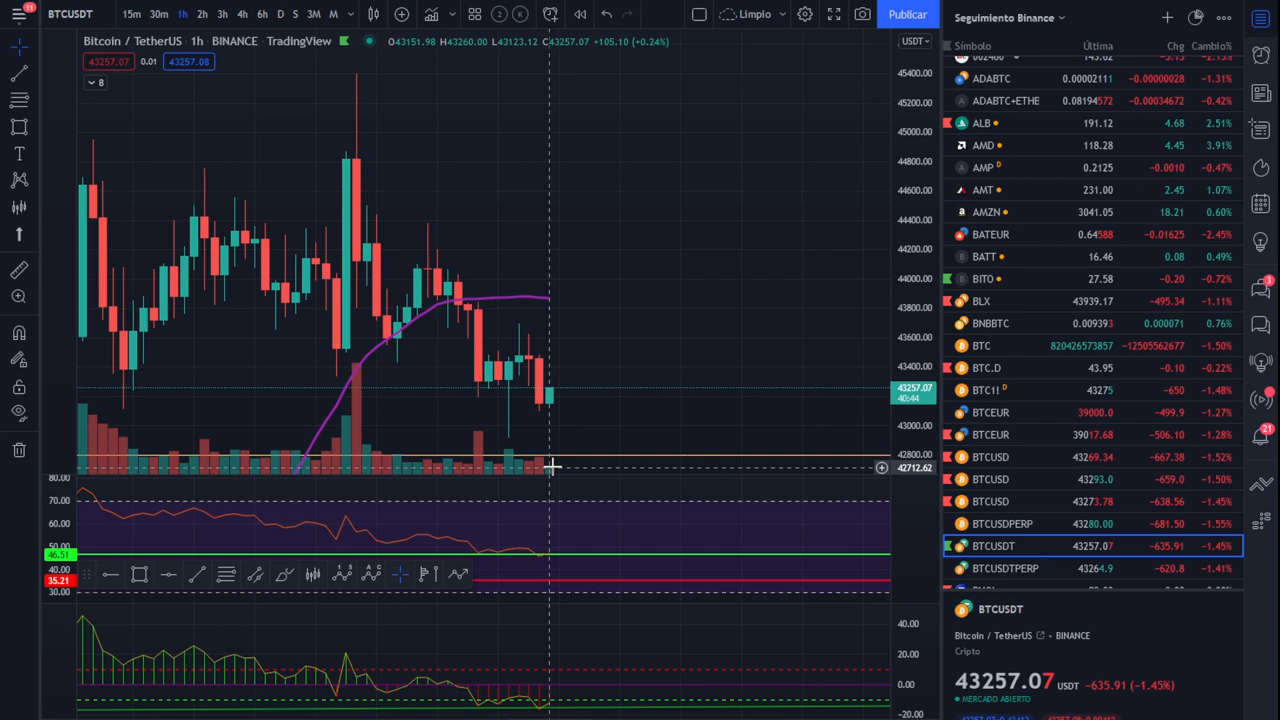 11
BTCUSDT
15m 30m 1h 2h 3h 4h 6h D S 3M M
2 K
Limpio
Publicar
Bitcoin / TetherUS · 1h · BINANCE · TradingView
O43151.98 H43260.00 L43123.12 C43257.07 +105.10 (+0.24%)
43257.07 0.01 43257.08
8
USDT
45400.00
45200.00
45000.00
44800.00
44600.00
44400.00
44200.00
44000.00
43800.00
43600.00
43400.00
43257.07
40:44
43000.00
42800.00
42712.62
80.00
70.00
60.00
46.51
40.00
35.21
30.00
40.00
20.00
0.00
−20.00
Seguimiento Binance
Símbolo Última Chg Cambio%
ADABTC 0.00002111 −0.00000028 −1.31%
ADABTC+ETHE 0.08194572 −0.00034672 −0.42%
ALB 191.12 4.68 2.51%
AMD 118.28 4.45 3.91%
AMP D 0.2125 −0.0010 −0.47%
AMT 231.00 2.45 1.07%
AMZN 3041.05 18.21 0.60%
BATEUR 0.64588 −0.01625 −2.45%
BATT 16.46 0.08 0.49%
BITO 27.58 −0.20 −0.72%
BLX 43939.17 −495.34 −1.11%
BNBBTC 0.009393 0.000071 0.76%
BTC 820426573857 −12505562677 −1.50%
BTC.D 43.95 −0.10 −0.22%
BTC1! D 43275 −650 −1.48%
BTCEUR 39000.0 −499.9 −1.27%
BTCEUR 39017.68 −506.10 −1.28%
BTCUSD 43269.34 −667.38 −1.52%
BTCUSD 43293.0 −659.0 −1.50%
BTCUSD 43273.78 −638.56 −1.45%
BTCUSDPERP 43280.00 −681.50 −1.55%
BTCUSDT 43257.07 −635.91 −1.45%
BTCUSDTPERP 43264.9 −620.8 −1.41%
BTCUSDT
Bitcoin / TetherUS · BINANCE
Cripto
43257.07 USDT −635.91 (−1.45%)
MERCADO ABIERTO
3
21